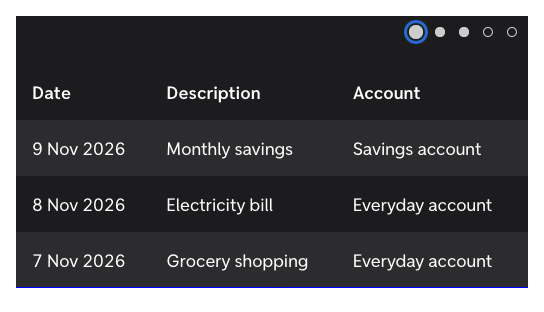 Date Description Account
9 Nov 2026 Monthly savings Savings account
8 Nov 2026 Electricity bill Everyday account
7 Nov 2026 Grocery shopping Everyday account